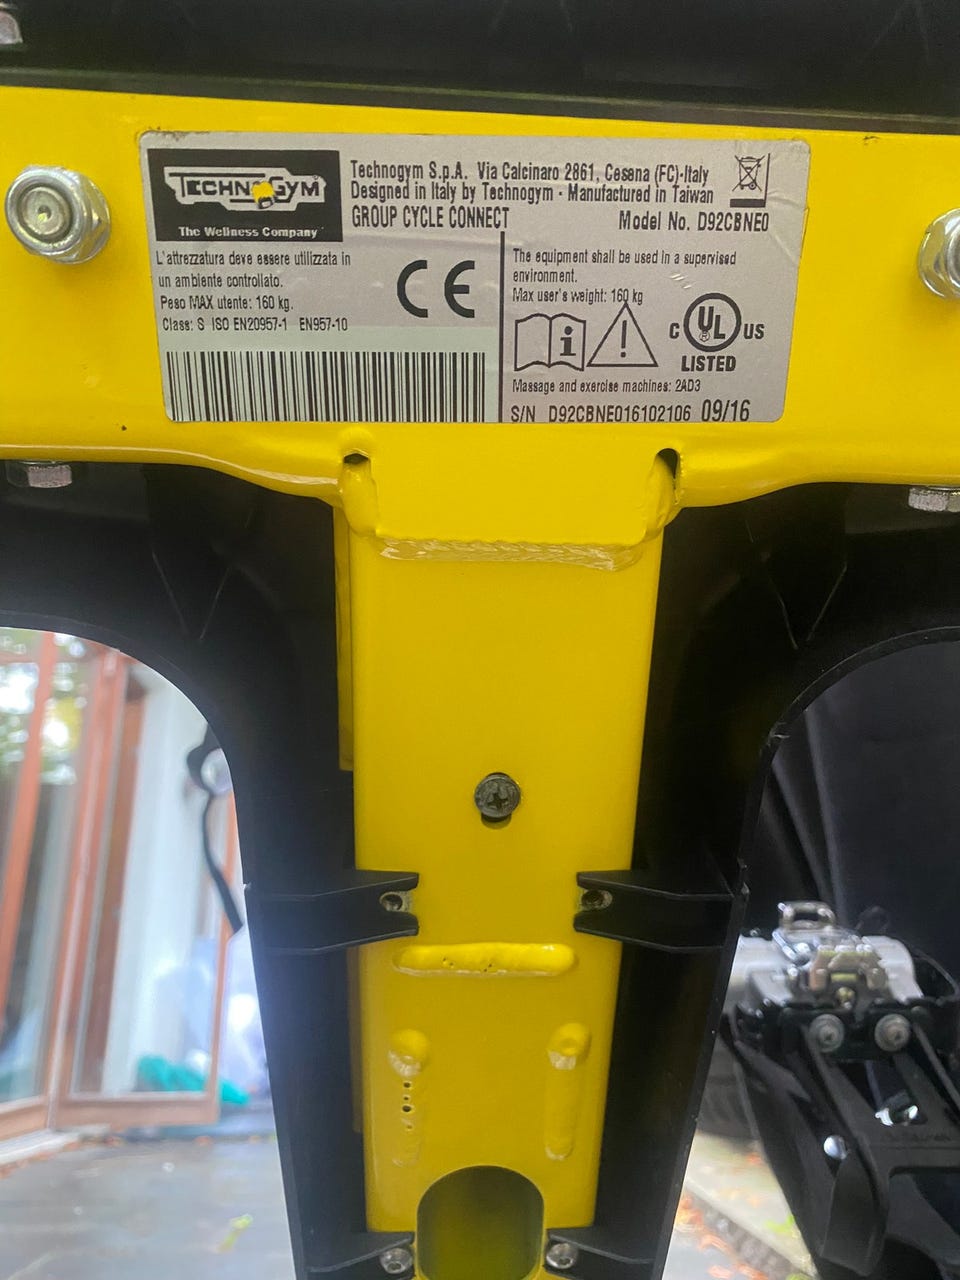 TECHNOGYM
The Wellness Company
Technogym S.p.A. Via Calcinaro 2861, Cesena (FC)-Italy
Designed in Italy by Technogym - Manufactured in Taiwan
GROUP CYCLE CONNECT Model No. D92CBNE0
L'attrezzatura deve essere utilizzata in
un ambiente controllato.
Peso MAX utente: 160 kg.
Class: S ISO EN20957-1 EN957-10
CE
The equipment shall be used in a supervised
environment.
Max user's weight: 160 kg
i
!
C UL US
LISTED
Massage and exercise machines: 2AD3
S/N D92CBNE016102106 09/16